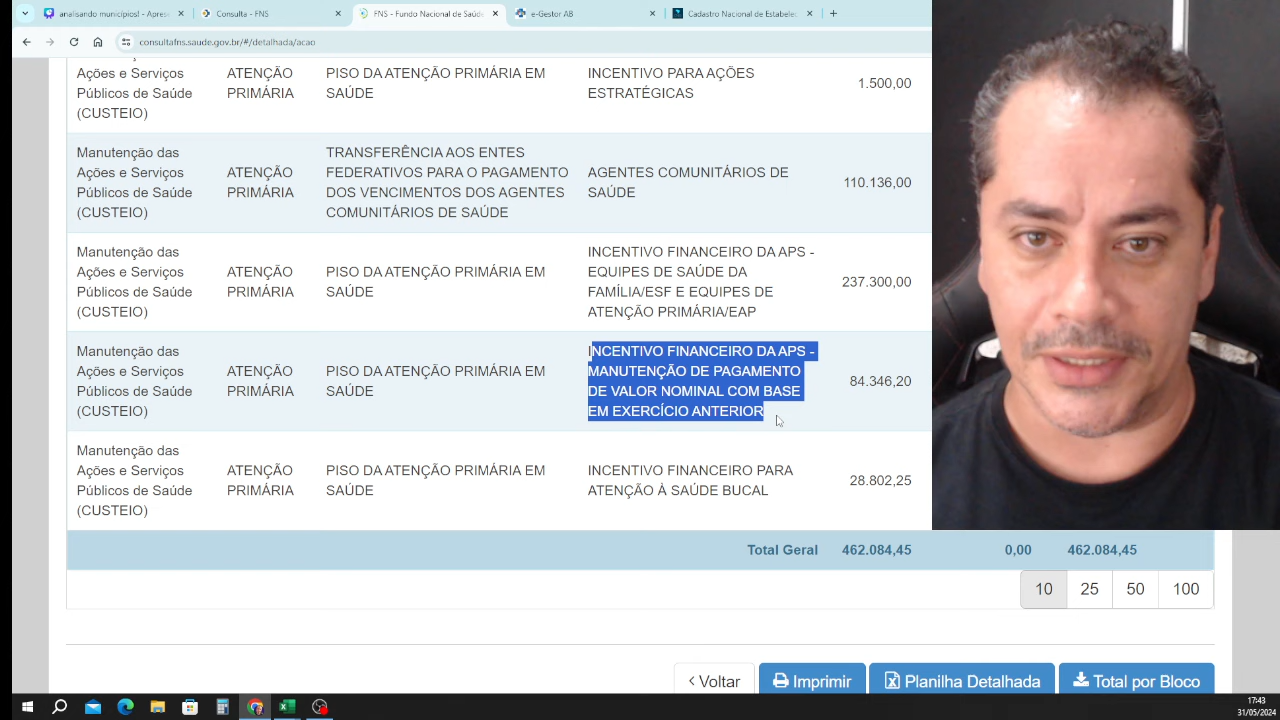 analisando municípios! - Apres
Consulta - FNS
FNS - Fundo Nacional de Saúde
e-Gestor AB
Cadastro Nacional de Estabelec
consultafns.saude.gov.br/#/detalhada/acao
Ações e Serviços
Públicos de Saúde
(CUSTEIO)
ATENÇÃO
PRIMÁRIA
PISO DA ATENÇÃO PRIMÁRIA EM
SAÚDE
INCENTIVO PARA AÇÕES
ESTRATÉGICAS
1.500,00
Manutenção das
Ações e Serviços
Públicos de Saúde
(CUSTEIO)
ATENÇÃO
PRIMÁRIA
TRANSFERÊNCIA AOS ENTES
FEDERATIVOS PARA O PAGAMENTO
DOS VENCIMENTOS DOS AGENTES
COMUNITÁRIOS DE SAÚDE
AGENTES COMUNITÁRIOS DE
SAÚDE
110.136,00
Manutenção das
Ações e Serviços
Públicos de Saúde
(CUSTEIO)
ATENÇÃO
PRIMÁRIA
PISO DA ATENÇÃO PRIMÁRIA EM
SAÚDE
INCENTIVO FINANCEIRO DA APS -
EQUIPES DE SAÚDE DA
FAMÍLIA/ESF E EQUIPES DE
ATENÇÃO PRIMÁRIA/EAP
237.300,00
Manutenção das
Ações e Serviços
Públicos de Saúde
(CUSTEIO)
ATENÇÃO
PRIMÁRIA
PISO DA ATENÇÃO PRIMÁRIA EM
SAÚDE
INCENTIVO FINANCEIRO DA APS -
MANUTENÇÃO DE PAGAMENTO
DE VALOR NOMINAL COM BASE
EM EXERCÍCIO ANTERIOR
84.346,20
Manutenção das
Ações e Serviços
Públicos de Saúde
(CUSTEIO)
ATENÇÃO
PRIMÁRIA
PISO DA ATENÇÃO PRIMÁRIA EM
SAÚDE
INCENTIVO FINANCEIRO PARA
ATENÇÃO À SAÚDE BUCAL
28.802,25
Total Geral 462.084,45 0,00 462.084,45
10 25 50 100
Voltar
Imprimir
Planilha Detalhada
Total por Bloco
17:43
31/05/2024